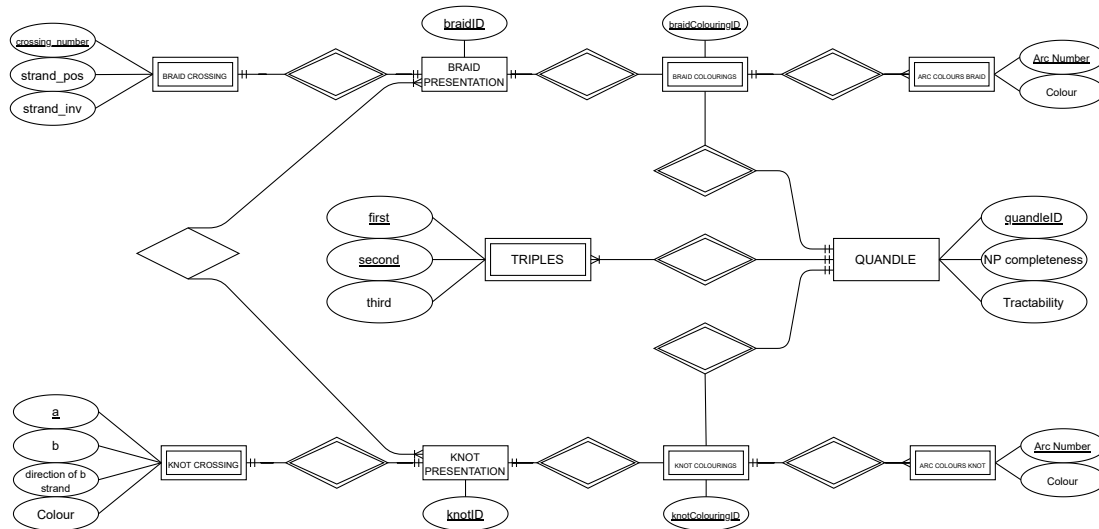 braidID
braidColouringID
crossing_number
strand_pos
strand_inv
BRAID CROSSING
BRAID
PRESENTATION
BRAID COLOURINGS
ARC COLOURS BRAID
Arc Number
Colour
first
second
third
TRIPLES
QUANDLE
quandleID
NP completeness
Tractability
a
b
direction of b
strand
Colour
KNOT CROSSING
KNOT
PRESENTATION
KNOT COLOURINGS
ARC COLOURS KNOT
Arc Number
Colour
knotID
knotColouringID